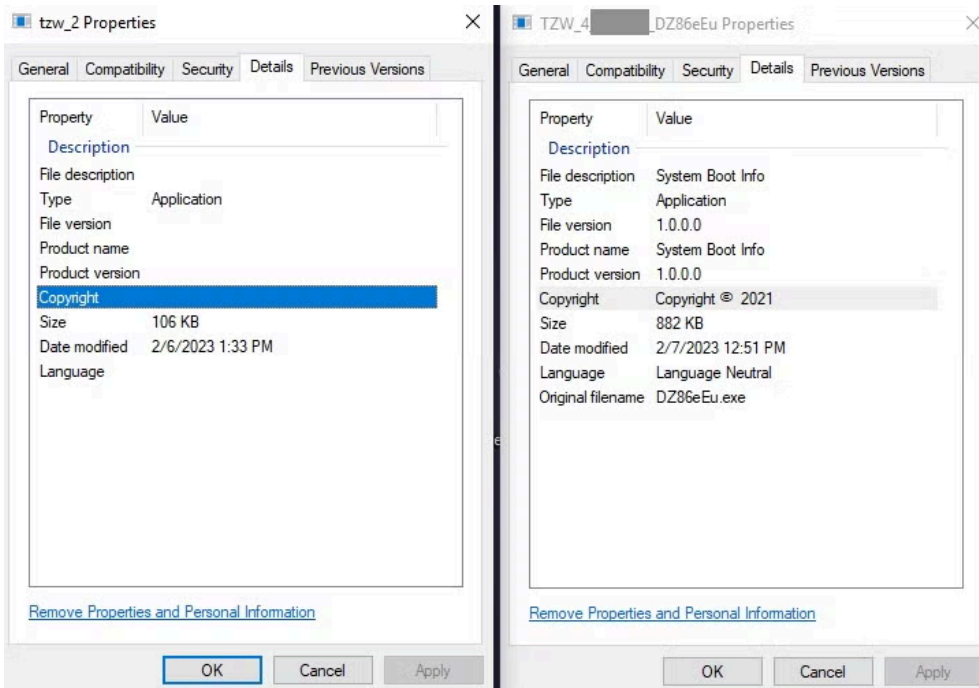 tzw_2 Properties
General Compatibility Security Details Previous Versions
Property Value
Description
File description
Type Application
File version
Product name
Product version
Copyright
Size 106 KB
Date modified 2/6/2023 1:33 PM
Language
Remove Properties and Personal Information
OK Cancel Apply
TZW_4 _DZ86eEu Properties
General Compatibility Security Details Previous Versions
Property Value
Description
File description System Boot Info
Type Application
File version 1.0.0.0
Product name System Boot Info
Product version 1.0.0.0
Copyright Copyright © 2021
Size 882 KB
Date modified 2/7/2023 12:51 PM
Language Language Neutral
Original filename DZ86eEu.exe
Remove Properties and Personal Information
OK Cancel Apply